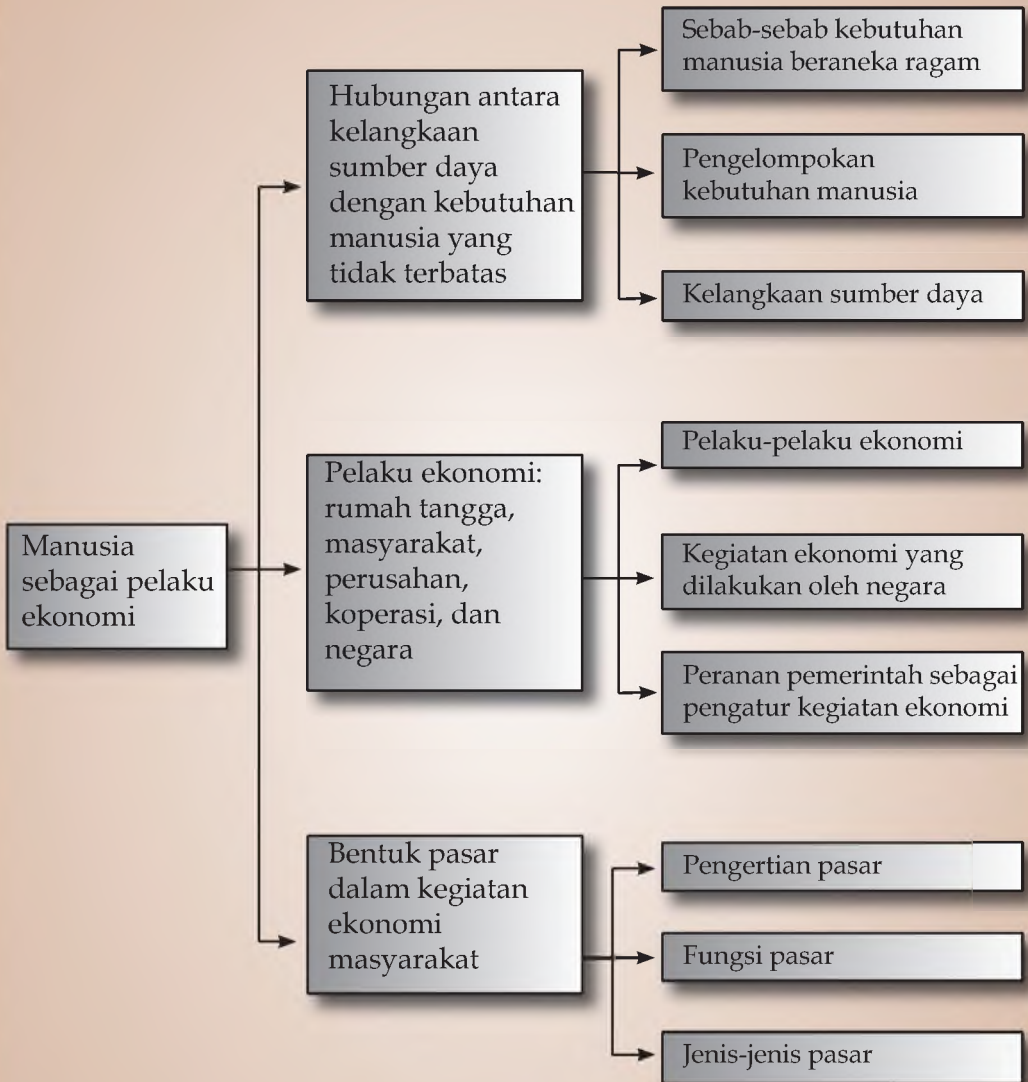 Manusia
sebagai pelaku
ekonomi
Hubungan antara
kelangkaan
sumber daya
dengan kebutuhan
manusia yang
tidak terbatas
Sebab-sebab kebutuhan
manusia beraneka ragam
Pengelompokan
kebutuhan manusia
Kelangkaan sumber daya
Pelaku ekonomi:
rumah tangga,
masyarakat,
perusahan,
koperasi, dan
negara
Pelaku-pelaku ekonomi
Kegiatan ekonomi yang
dilakukan oleh negara
Peranan pemerintah sebagai
pengatur kegiatan ekonomi
Bentuk pasar
dalam kegiatan
ekonomi
masyarakat
Pengertian pasar
Fungsi pasar
Jenis-jenis pasar